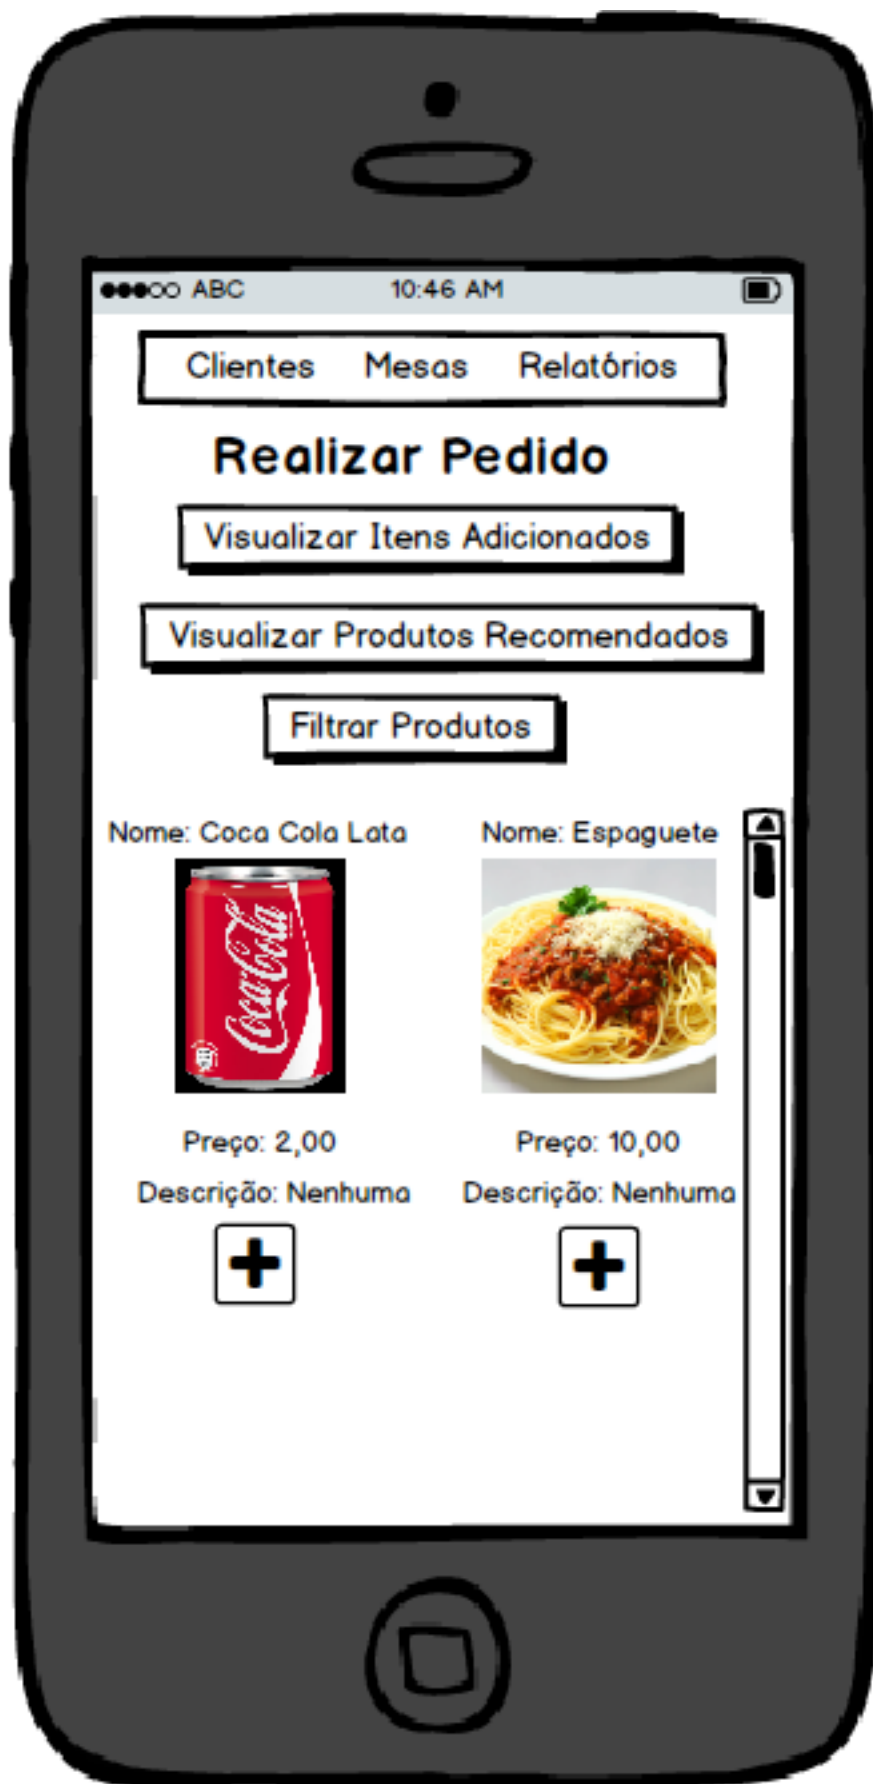 ABC 10:46 AM
Clientes Mesas Relatórios
Realizar Pedido
Visualizar Itens Adicionados
Visualizar Produtos Recomendados
Filtrar Produtos
Nome: Coca Cola Lata Nome: Espaguete
Coca-Cola
Preço: 2,00 Preço: 10,00
Descrição: Nenhuma Descrição: Nenhuma